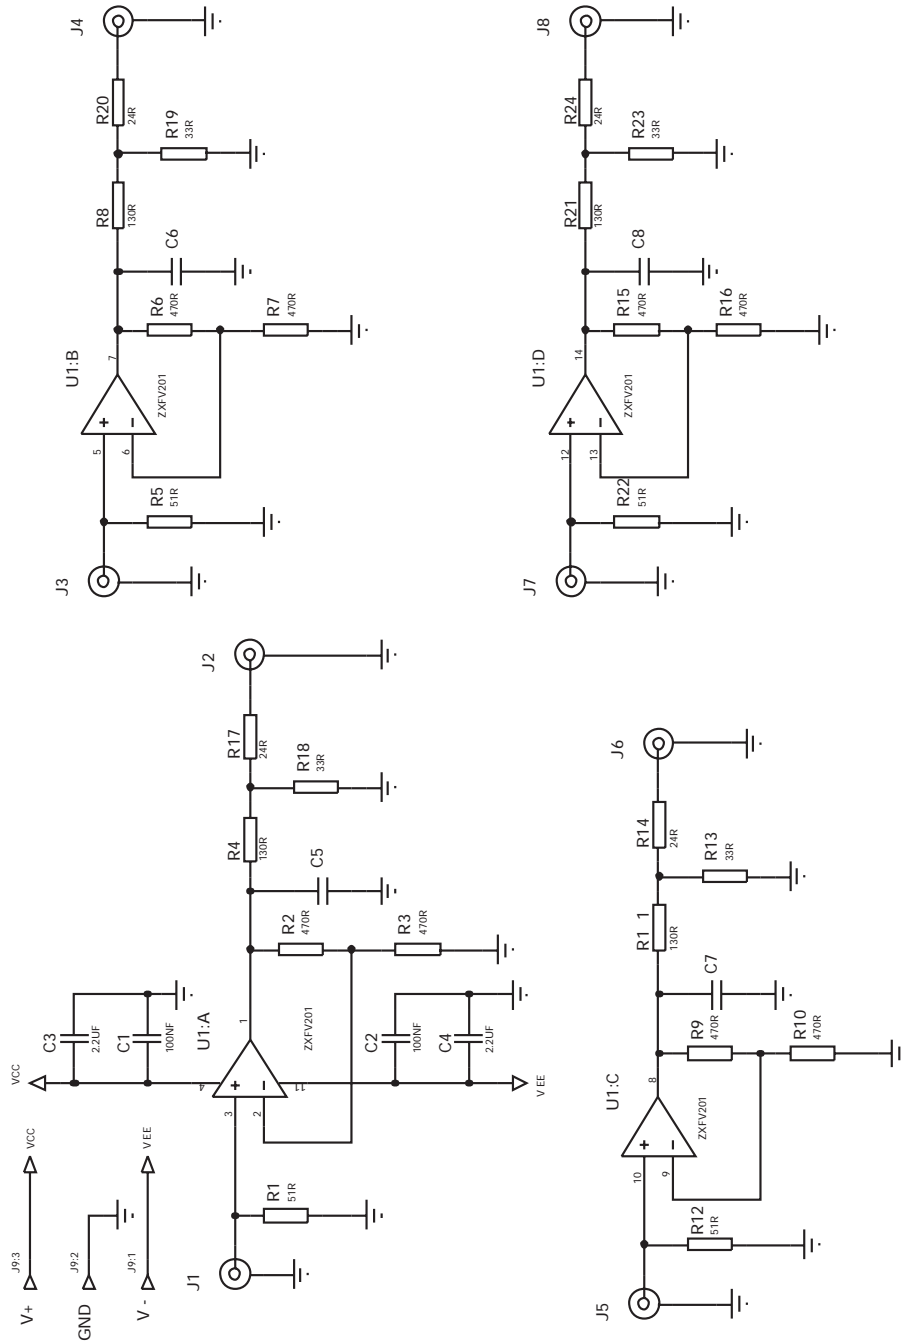 J4
R20
24R
R19
33R
R8
130R
C6
R6
470R
R7
470R
U1:B
7
ZXFV201
+
−
5
6
R5
51R
J3
J8
R24
24R
R23
33R
R21
130R
C8
R15
470R
R16
470R
U1:D
14
ZXFV201
+
−
12
13
R22
51R
J7
J2
R17
24R
R18
33R
R4
130R
C5
R2
470R
R3
470R
C3
2.2UF
C1
100NF
U1:A
1
ZXFV201
C2
100NF
C4
2.2UF
VCC
4
+
−
11
V EE
3
2
R1
51R
J1
VCC
V EE
J9:3
J9:2
J9:1
V+
GND
V -
J6
R14
24R
R13
33R
R1 1
130R
C7
R9
470R
R10
470R
U1:C
8
ZXFV201
+
−
10
9
R12
51R
J5